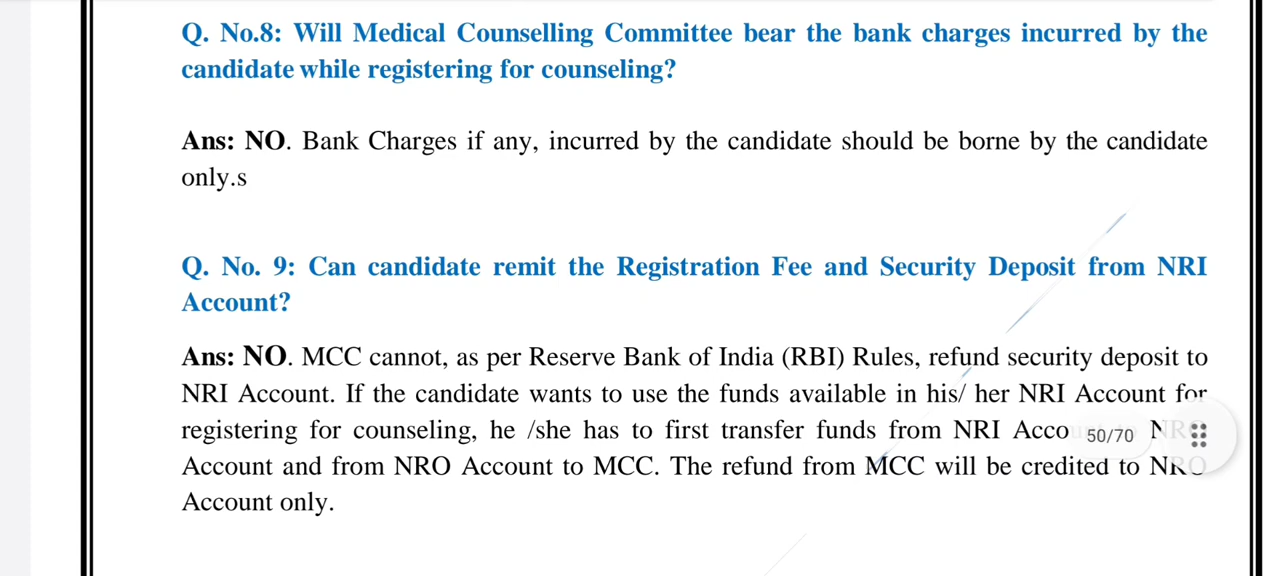 Q. No.8: Will Medical Counselling Committee bear the bank charges incurred by the
candidate while registering for counseling?
Ans: NO. Bank Charges if any, incurred by the candidate should be borne by the candidate
only.s
Q. No. 9: Can candidate remit the Registration Fee and Security Deposit from NRI
Account?
Ans: NO. MCC cannot, as per Reserve Bank of India (RBI) Rules, refund security deposit to
NRI Account. If the candidate wants to use the funds available in his/ her NRI Account for
registering for counseling, he /she has to first transfer funds from NRI 50/70
Account and from NRO Account to MCC. The refund from MCC will be credited to NRO
Account only.